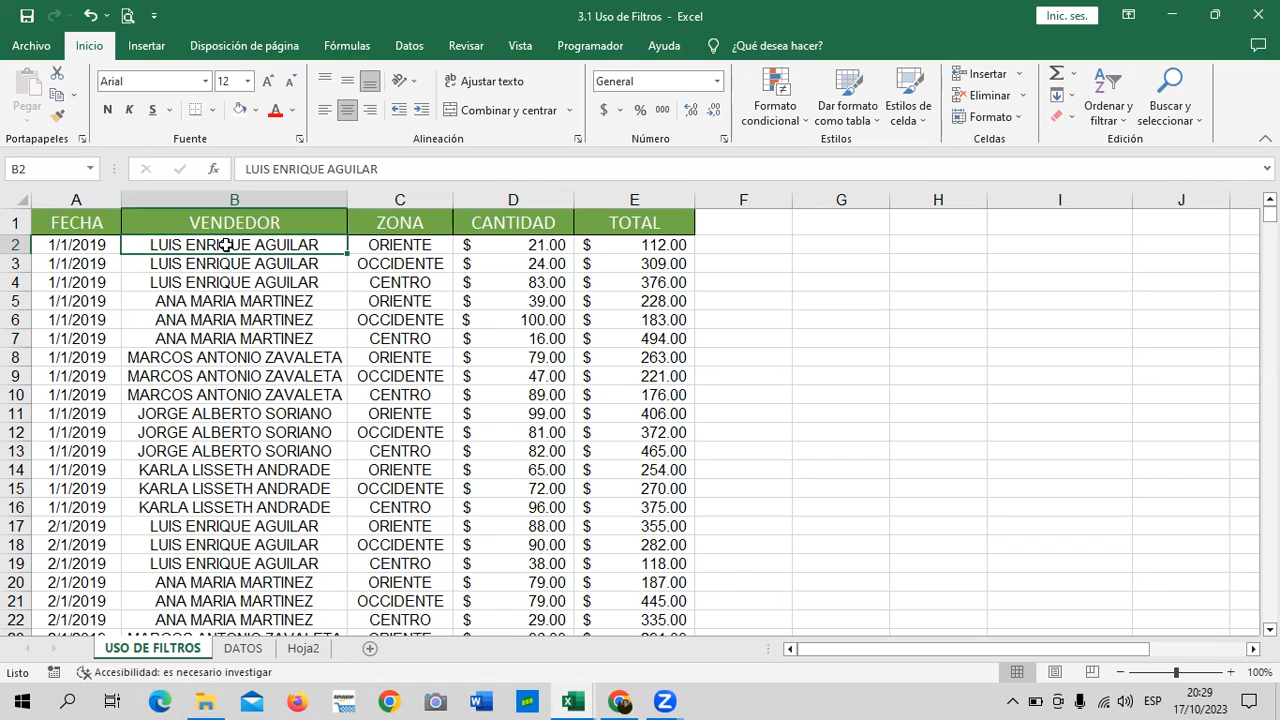 3.1 Uso de Filtros - Excel
Inic. ses.
Archivo Inicio Insertar Disposición de página Fórmulas Datos Revisar Vista Programador Ayuda ¿Qué desea hacer?
Pegar
Portapapeles
Arial 12
N K S
Fuente
Ajustar texto
Combinar y centrar
Alineación
General
$ % 000
Número
Formato condicional
Dar formato como tabla
Estilos de celda
Estilos
Insertar
Eliminar
Formato
Celdas
Ordenar y filtrar
Buscar y seleccionar
Edición
B2 fx LUIS ENRIQUE AGUILAR
A B C D E F G H I J
1 FECHA VENDEDOR ZONA CANTIDAD TOTAL
2 1/1/2019 LUIS ENRIQUE AGUILAR ORIENTE $ 21.00 $ 112.00
3 1/1/2019 LUIS ENRIQUE AGUILAR OCCIDENTE $ 24.00 $ 309.00
4 1/1/2019 LUIS ENRIQUE AGUILAR CENTRO $ 83.00 $ 376.00
5 1/1/2019 ANA MARIA MARTINEZ ORIENTE $ 39.00 $ 228.00
6 1/1/2019 ANA MARIA MARTINEZ OCCIDENTE $ 100.00 $ 183.00
7 1/1/2019 ANA MARIA MARTINEZ CENTRO $ 16.00 $ 494.00
8 1/1/2019 MARCOS ANTONIO ZAVALETA ORIENTE $ 79.00 $ 263.00
9 1/1/2019 MARCOS ANTONIO ZAVALETA OCCIDENTE $ 47.00 $ 221.00
10 1/1/2019 MARCOS ANTONIO ZAVALETA CENTRO $ 89.00 $ 176.00
11 1/1/2019 JORGE ALBERTO SORIANO ORIENTE $ 99.00 $ 406.00
12 1/1/2019 JORGE ALBERTO SORIANO OCCIDENTE $ 81.00 $ 372.00
13 1/1/2019 JORGE ALBERTO SORIANO CENTRO $ 82.00 $ 465.00
14 1/1/2019 KARLA LISSETH ANDRADE ORIENTE $ 65.00 $ 254.00
15 1/1/2019 KARLA LISSETH ANDRADE OCCIDENTE $ 72.00 $ 270.00
16 1/1/2019 KARLA LISSETH ANDRADE CENTRO $ 96.00 $ 375.00
17 2/1/2019 LUIS ENRIQUE AGUILAR ORIENTE $ 88.00 $ 355.00
18 2/1/2019 LUIS ENRIQUE AGUILAR OCCIDENTE $ 90.00 $ 282.00
19 2/1/2019 LUIS ENRIQUE AGUILAR CENTRO $ 38.00 $ 118.00
20 2/1/2019 ANA MARIA MARTINEZ ORIENTE $ 79.00 $ 187.00
21 2/1/2019 ANA MARIA MARTINEZ OCCIDENTE $ 79.00 $ 445.00
22 2/1/2019 ANA MARIA MARTINEZ CENTRO $ 29.00 $ 335.00
USO DE FILTROS DATOS Hoja2
Listo Accesibilidad: es necesario investigar 100%
ESP
20:29
17/10/2023